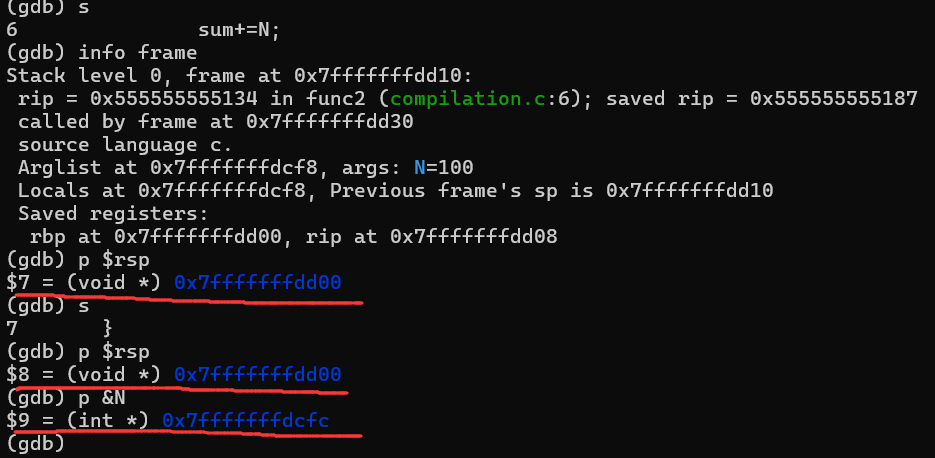 (gdb) s
6               sum+=N;
(gdb) info frame
Stack level 0, frame at 0x7fffffffdd10:
 rip = 0x555555555134 in func2 (compilation.c:6); saved rip = 0x555555555187
 called by frame at 0x7fffffffdd30
 source language c.
 Arglist at 0x7fffffffdcf8, args: N=100
 Locals at 0x7fffffffdcf8, Previous frame's sp is 0x7fffffffdd10
 Saved registers:
  rbp at 0x7fffffffdd00, rip at 0x7fffffffdd08
(gdb) p $rsp
$7 = (void *) 0x7fffffffdd00
(gdb) s
7       }
(gdb) p $rsp
$8 = (void *) 0x7fffffffdd00
(gdb) p &N
$9 = (int *) 0x7fffffffdcfc
(gdb)